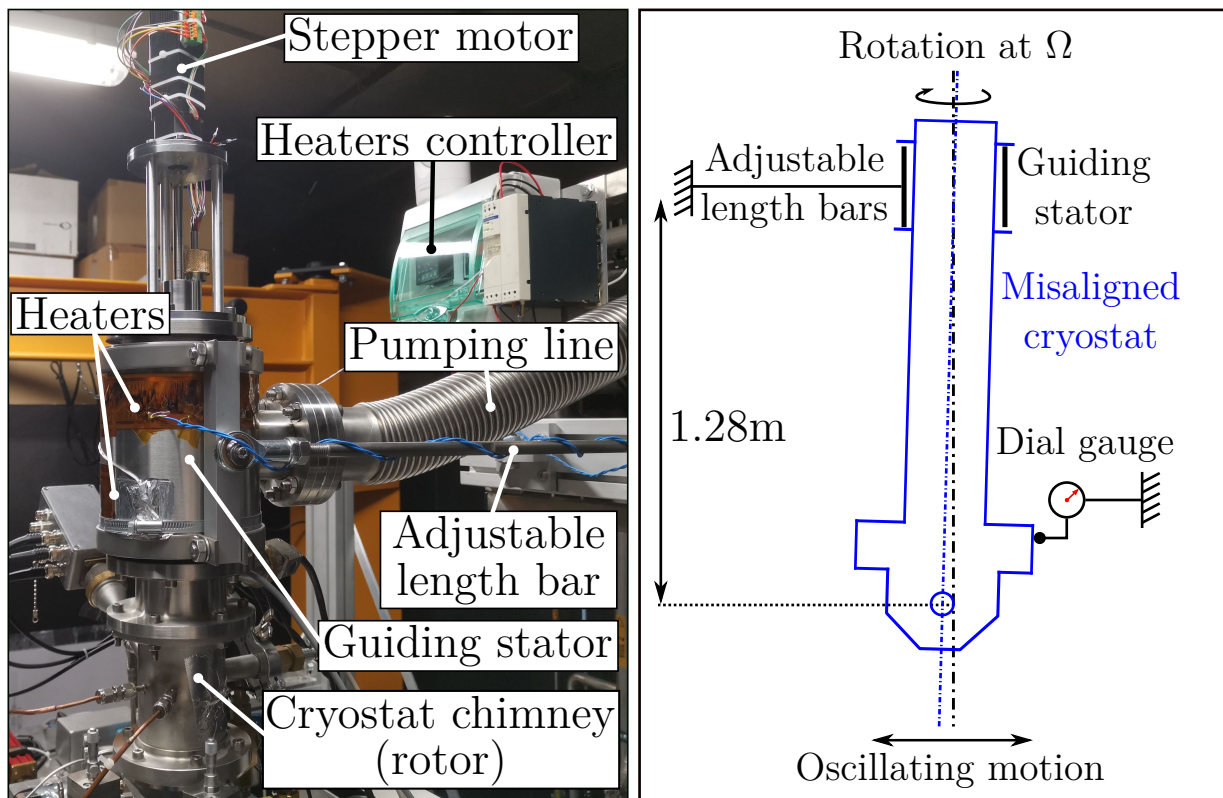 Stepper motor
Heaters controller
Heaters
Pumping line
Adjustable
length bar
Guiding stator
Cryostat chimney
(rotor)
Rotation at Ω
Adjustable
length bars
Guiding
stator
Misaligned
cryostat
1.28m
Dial gauge
Oscillating motion